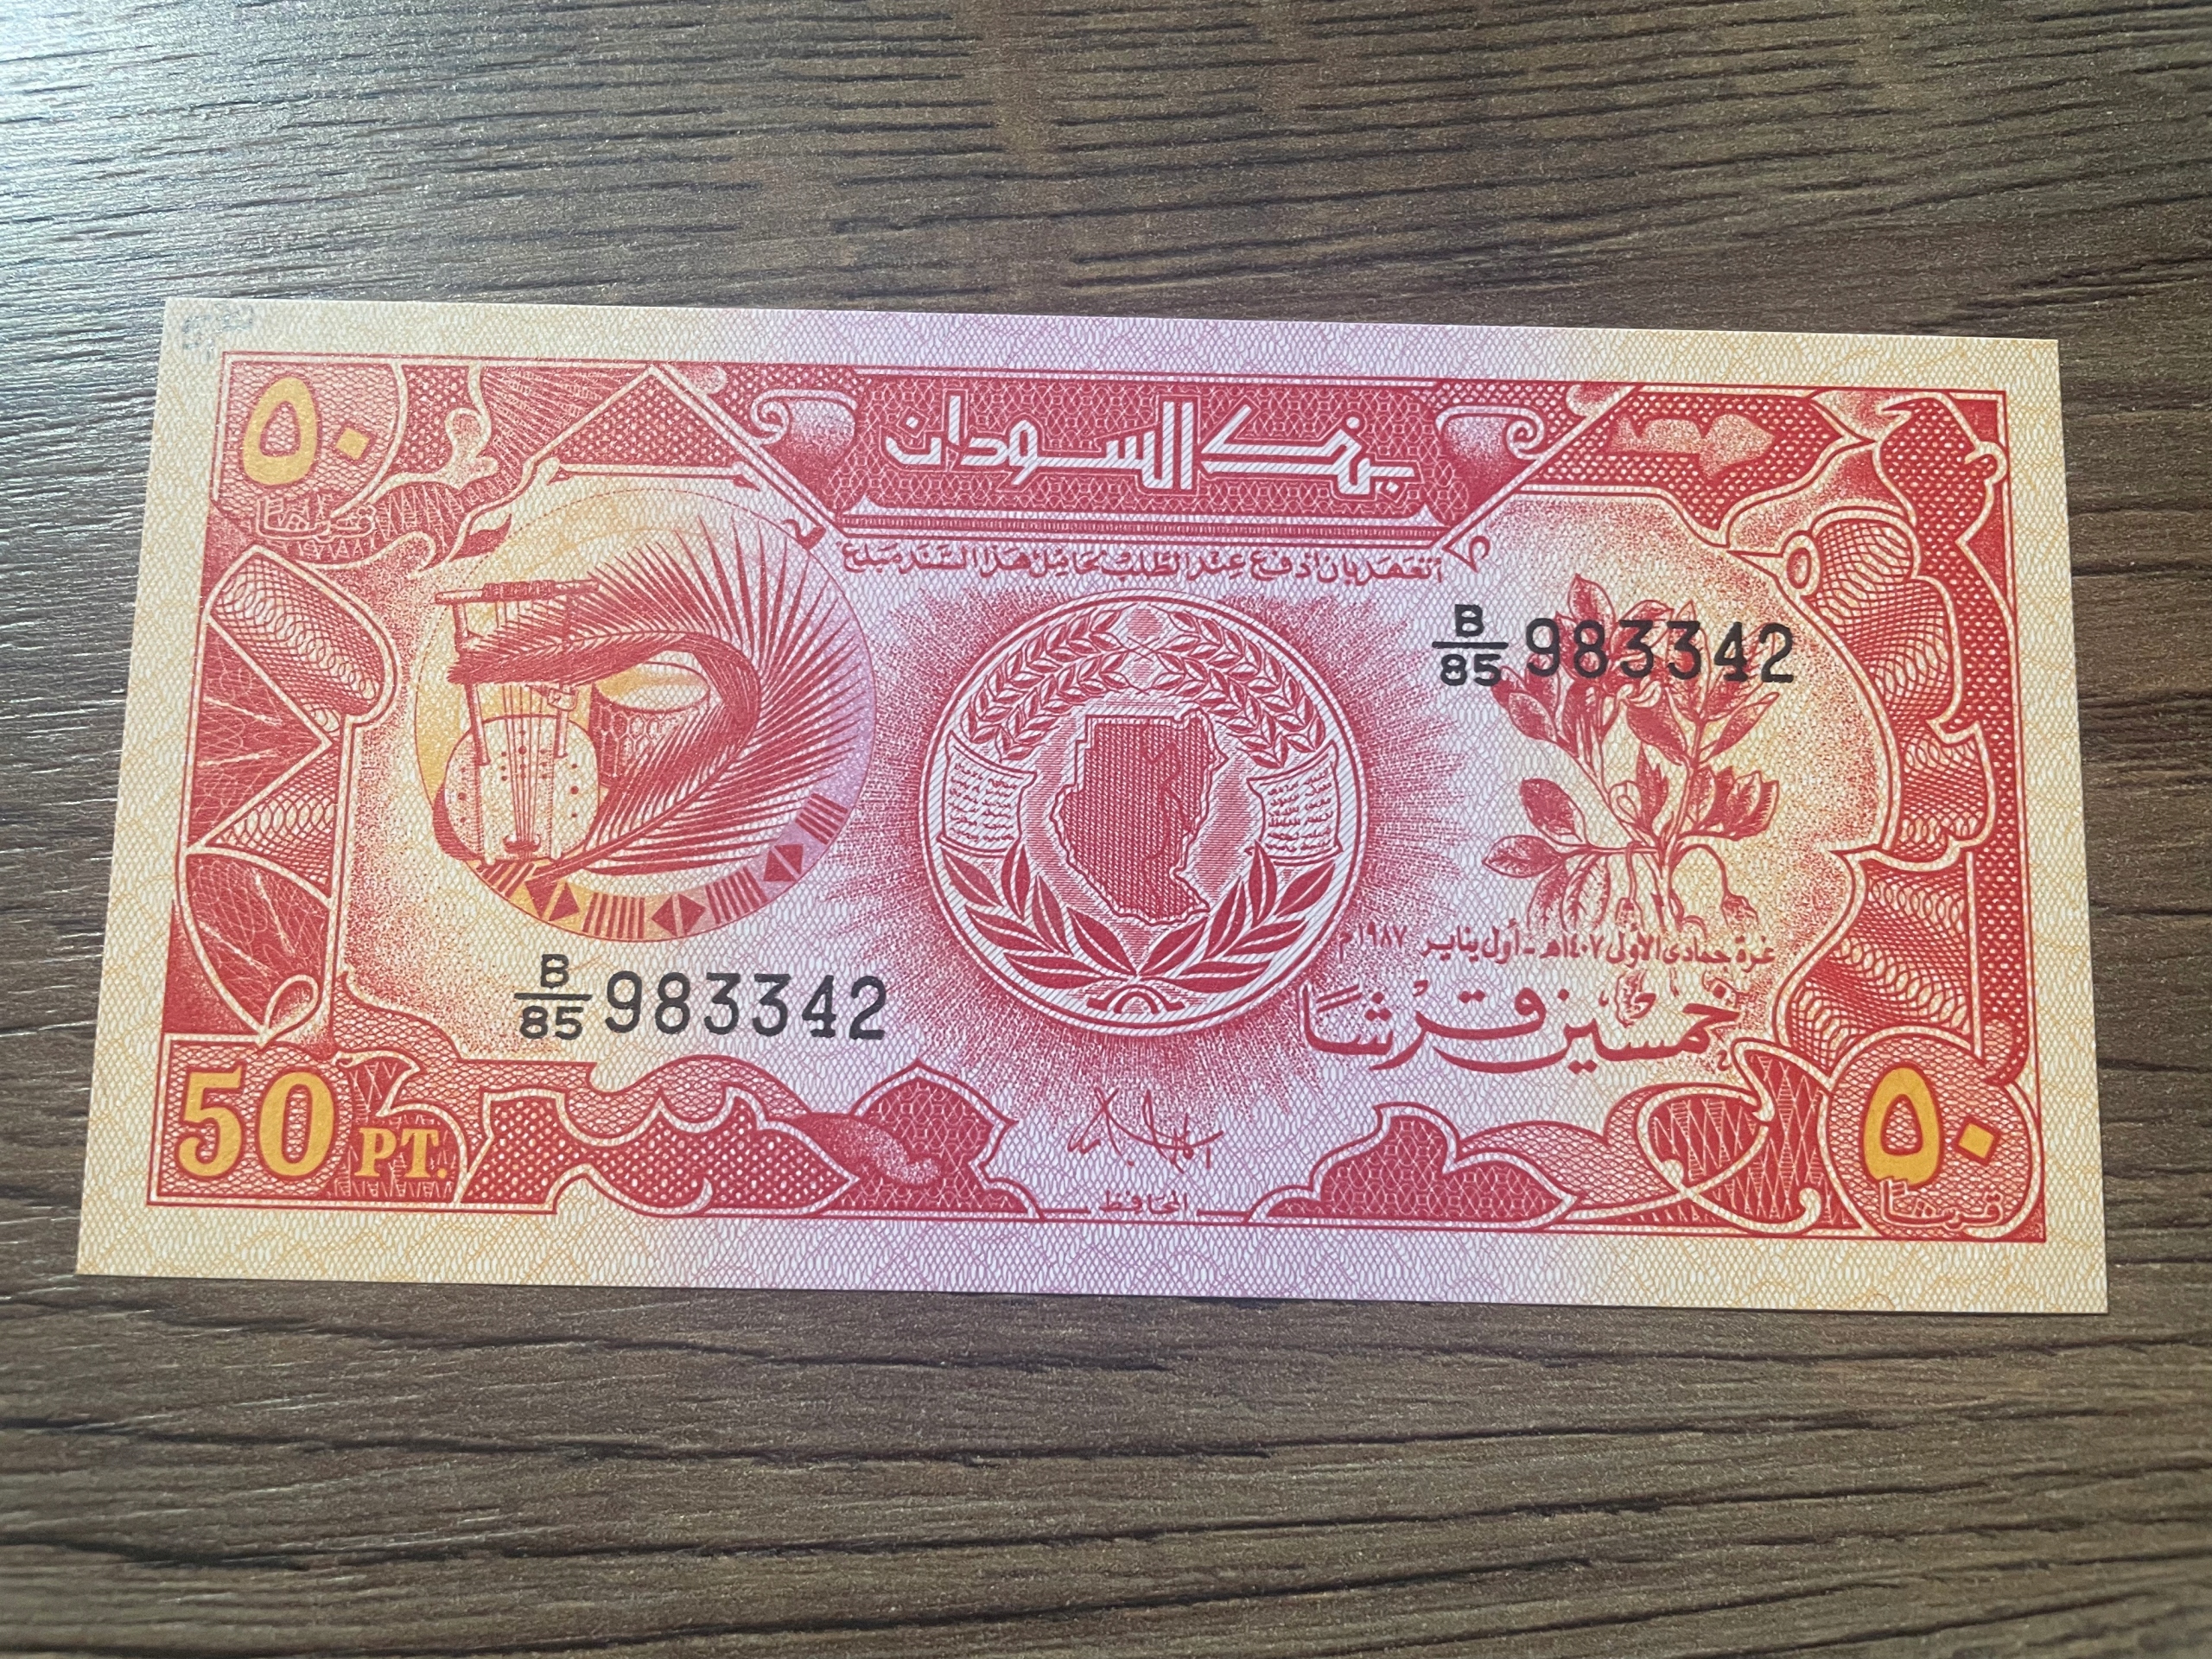 بنك السودان
٥٠
قرشا
أتعهد بأن أدفع عند الطلب لحامل هذا السند مبلغ
B/85 983342
غرة جمادى الأولى ١٤٠٧هـ - أول يناير ١٩٨٧م
B/85 983342
خمسين قرشًا
50 PT.
المحافظ
٥٠
قرشا